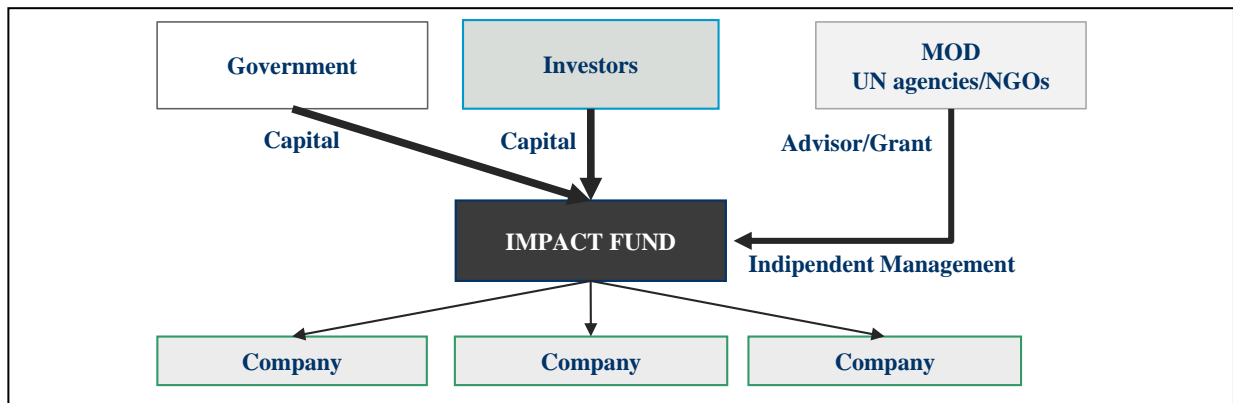 Government
Investors
MOD
UN agencies/NGOs
Capital
Capital
Advisor/Grant
IMPACT FUND
Indipendent Management
Company
Company
Company